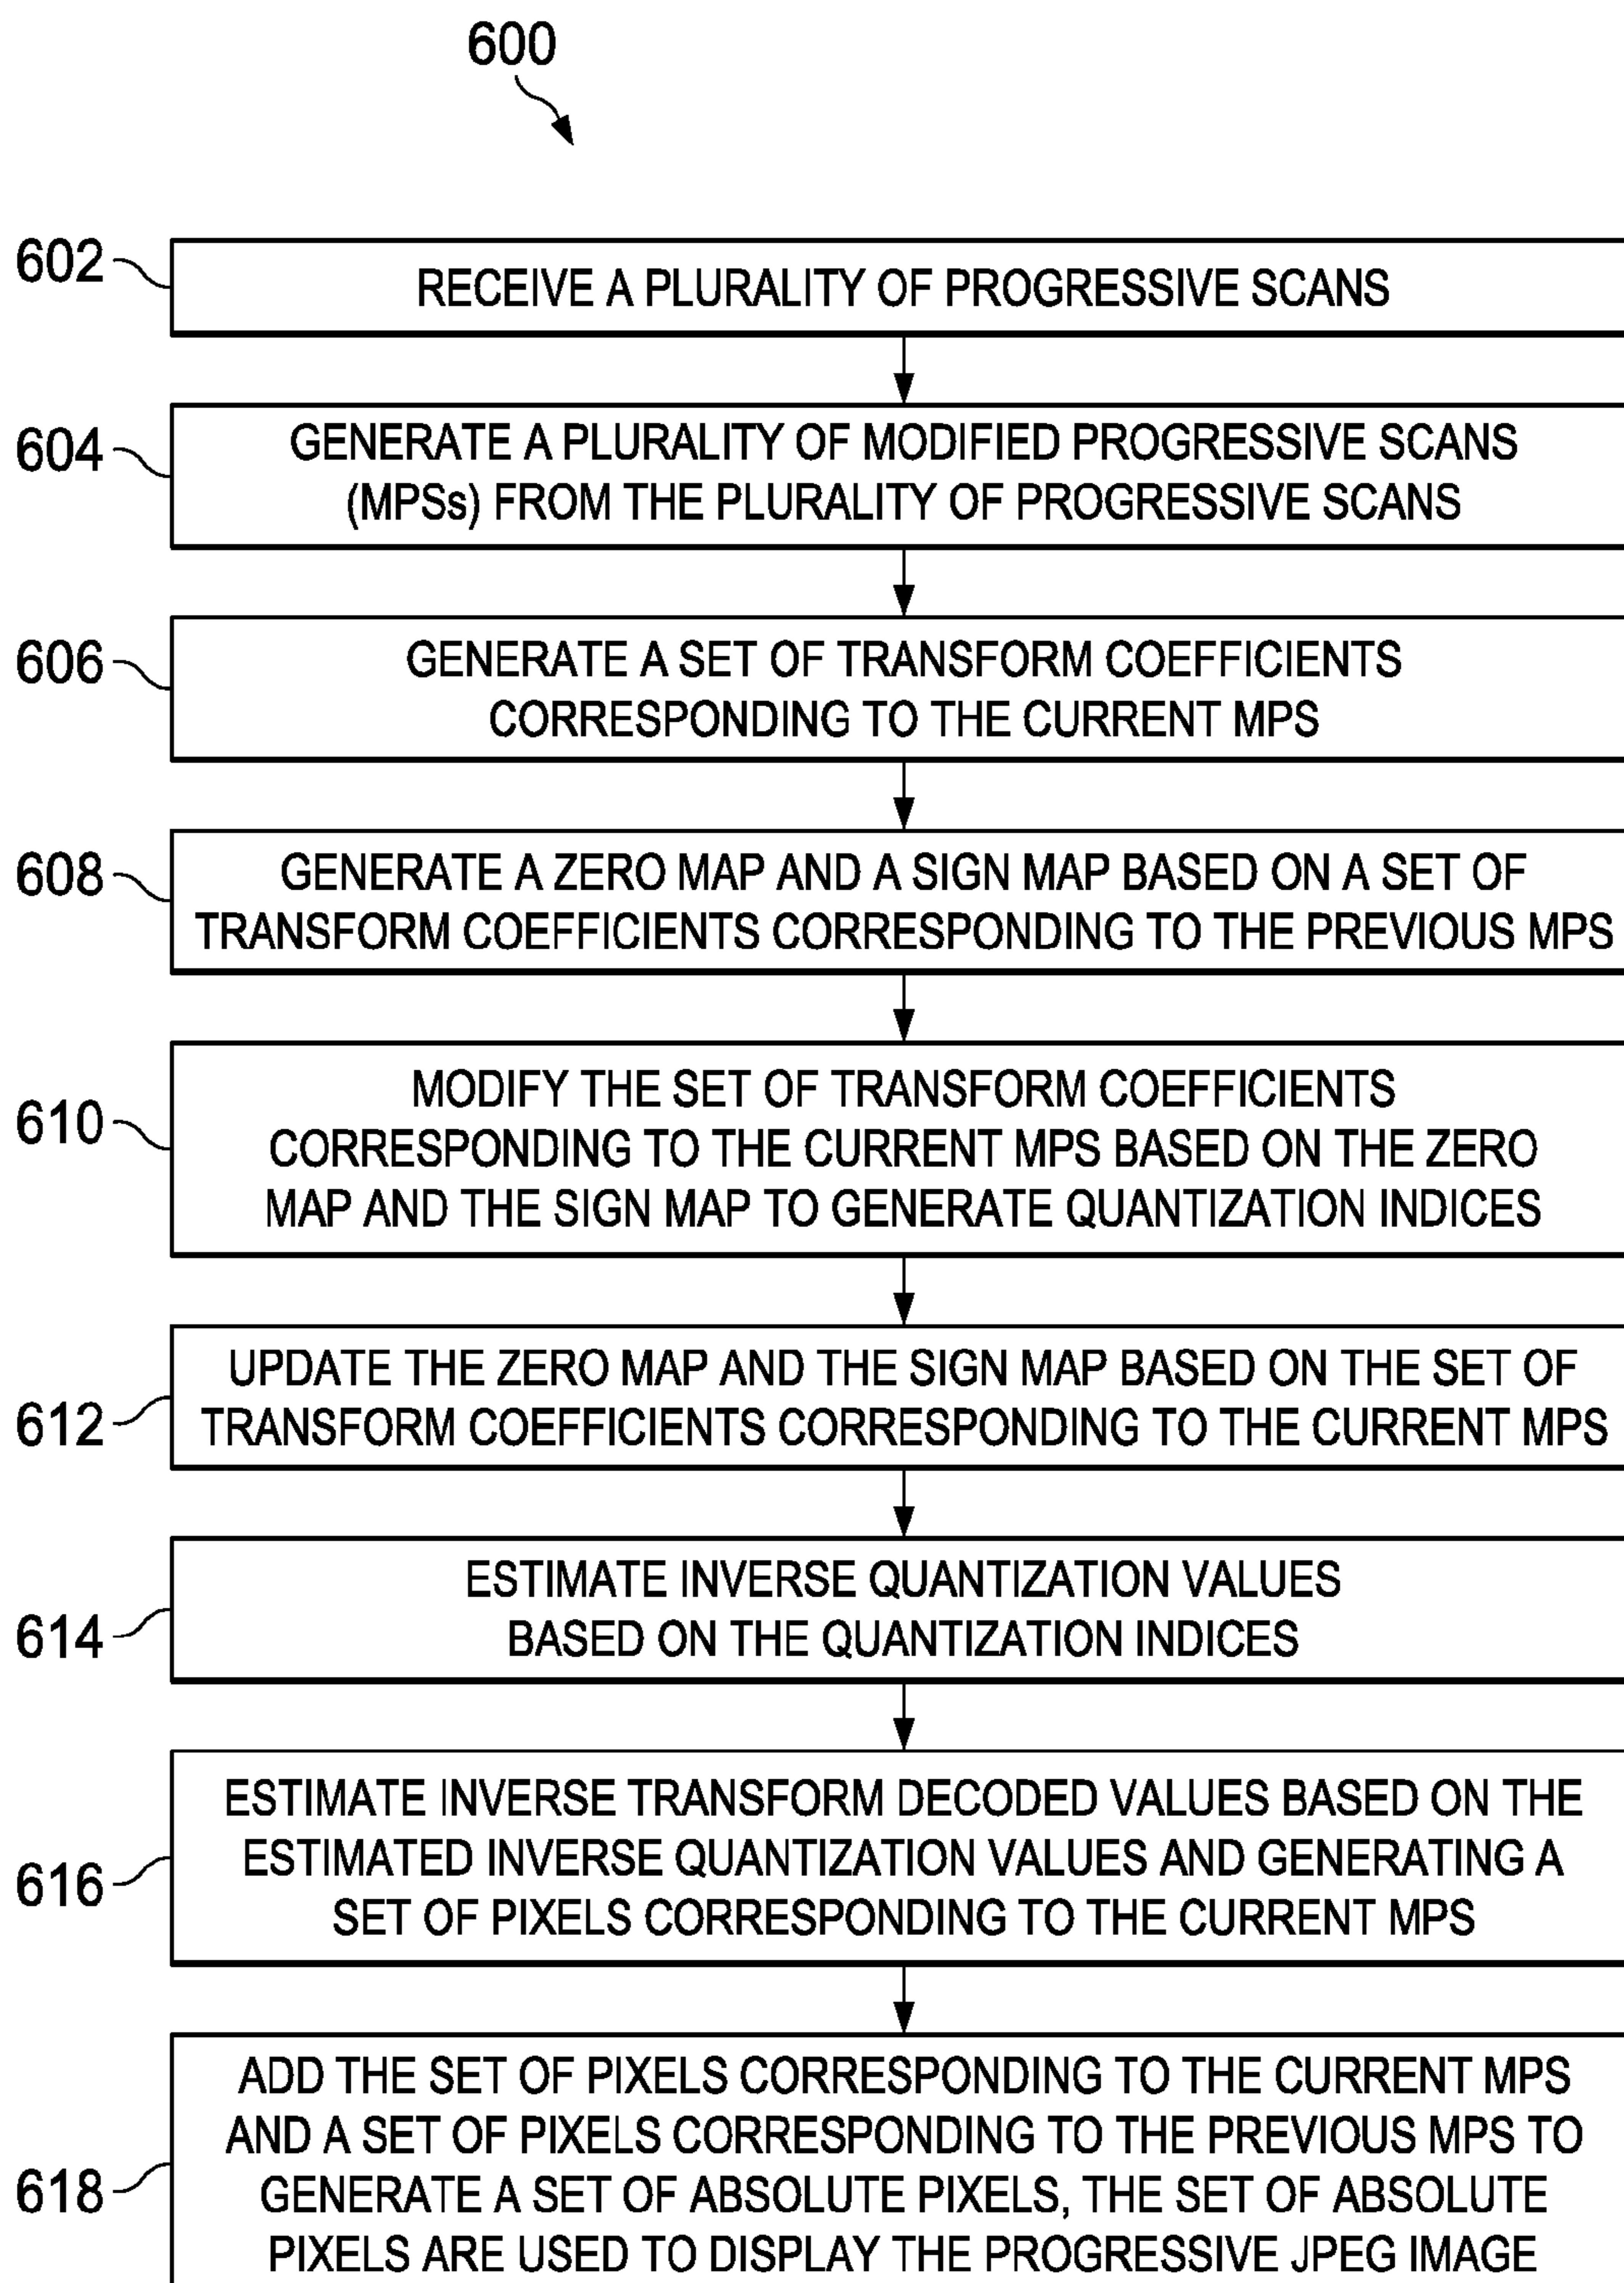 600
602
RECEIVE A PLURALITY OF PROGRESSIVE SCANS
604
GENERATE A PLURALITY OF MODIFIED PROGRESSIVE SCANS
(MPSs) FROM THE PLURALITY OF PROGRESSIVE SCANS
606
GENERATE A SET OF TRANSFORM COEFFICIENTS
CORRESPONDING TO THE CURRENT MPS
608
GENERATE A ZERO MAP AND A SIGN MAP BASED ON A SET OF
TRANSFORM COEFFICIENTS CORRESPONDING TO THE PREVIOUS MPS
610
MODIFY THE SET OF TRANSFORM COEFFICIENTS
CORRESPONDING TO THE CURRENT MPS BASED ON THE ZERO
MAP AND THE SIGN MAP TO GENERATE QUANTIZATION INDICES
612
UPDATE THE ZERO MAP AND THE SIGN MAP BASED ON THE SET OF
TRANSFORM COEFFICIENTS CORRESPONDING TO THE CURRENT MPS
614
ESTIMATE INVERSE QUANTIZATION VALUES
BASED ON THE QUANTIZATION INDICES
616
ESTIMATE INVERSE TRANSFORM DECODED VALUES BASED ON THE
ESTIMATED INVERSE QUANTIZATION VALUES AND GENERATING A
SET OF PIXELS CORRESPONDING TO THE CURRENT MPS
618
ADD THE SET OF PIXELS CORRESPONDING TO THE CURRENT MPS
AND A SET OF PIXELS CORRESPONDING TO THE PREVIOUS MPS TO
GENERATE A SET OF ABSOLUTE PIXELS, THE SET OF ABSOLUTE
PIXELS ARE USED TO DISPLAY THE PROGRESSIVE JPEG IMAGE